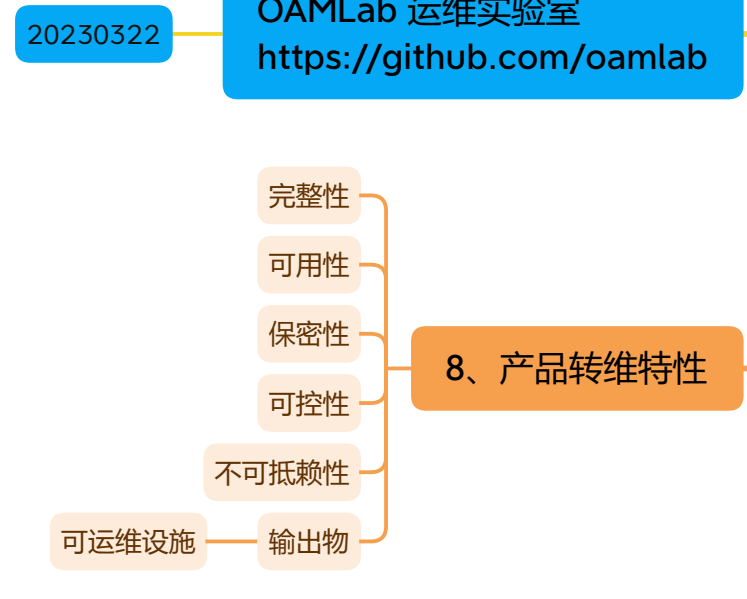 OAMLab 运维实验室
20230322
https://github.com/oamlab
完整性
可用性
保密性
8、产品转维特性
可控性
不可抵赖性
可运维设施
输出物